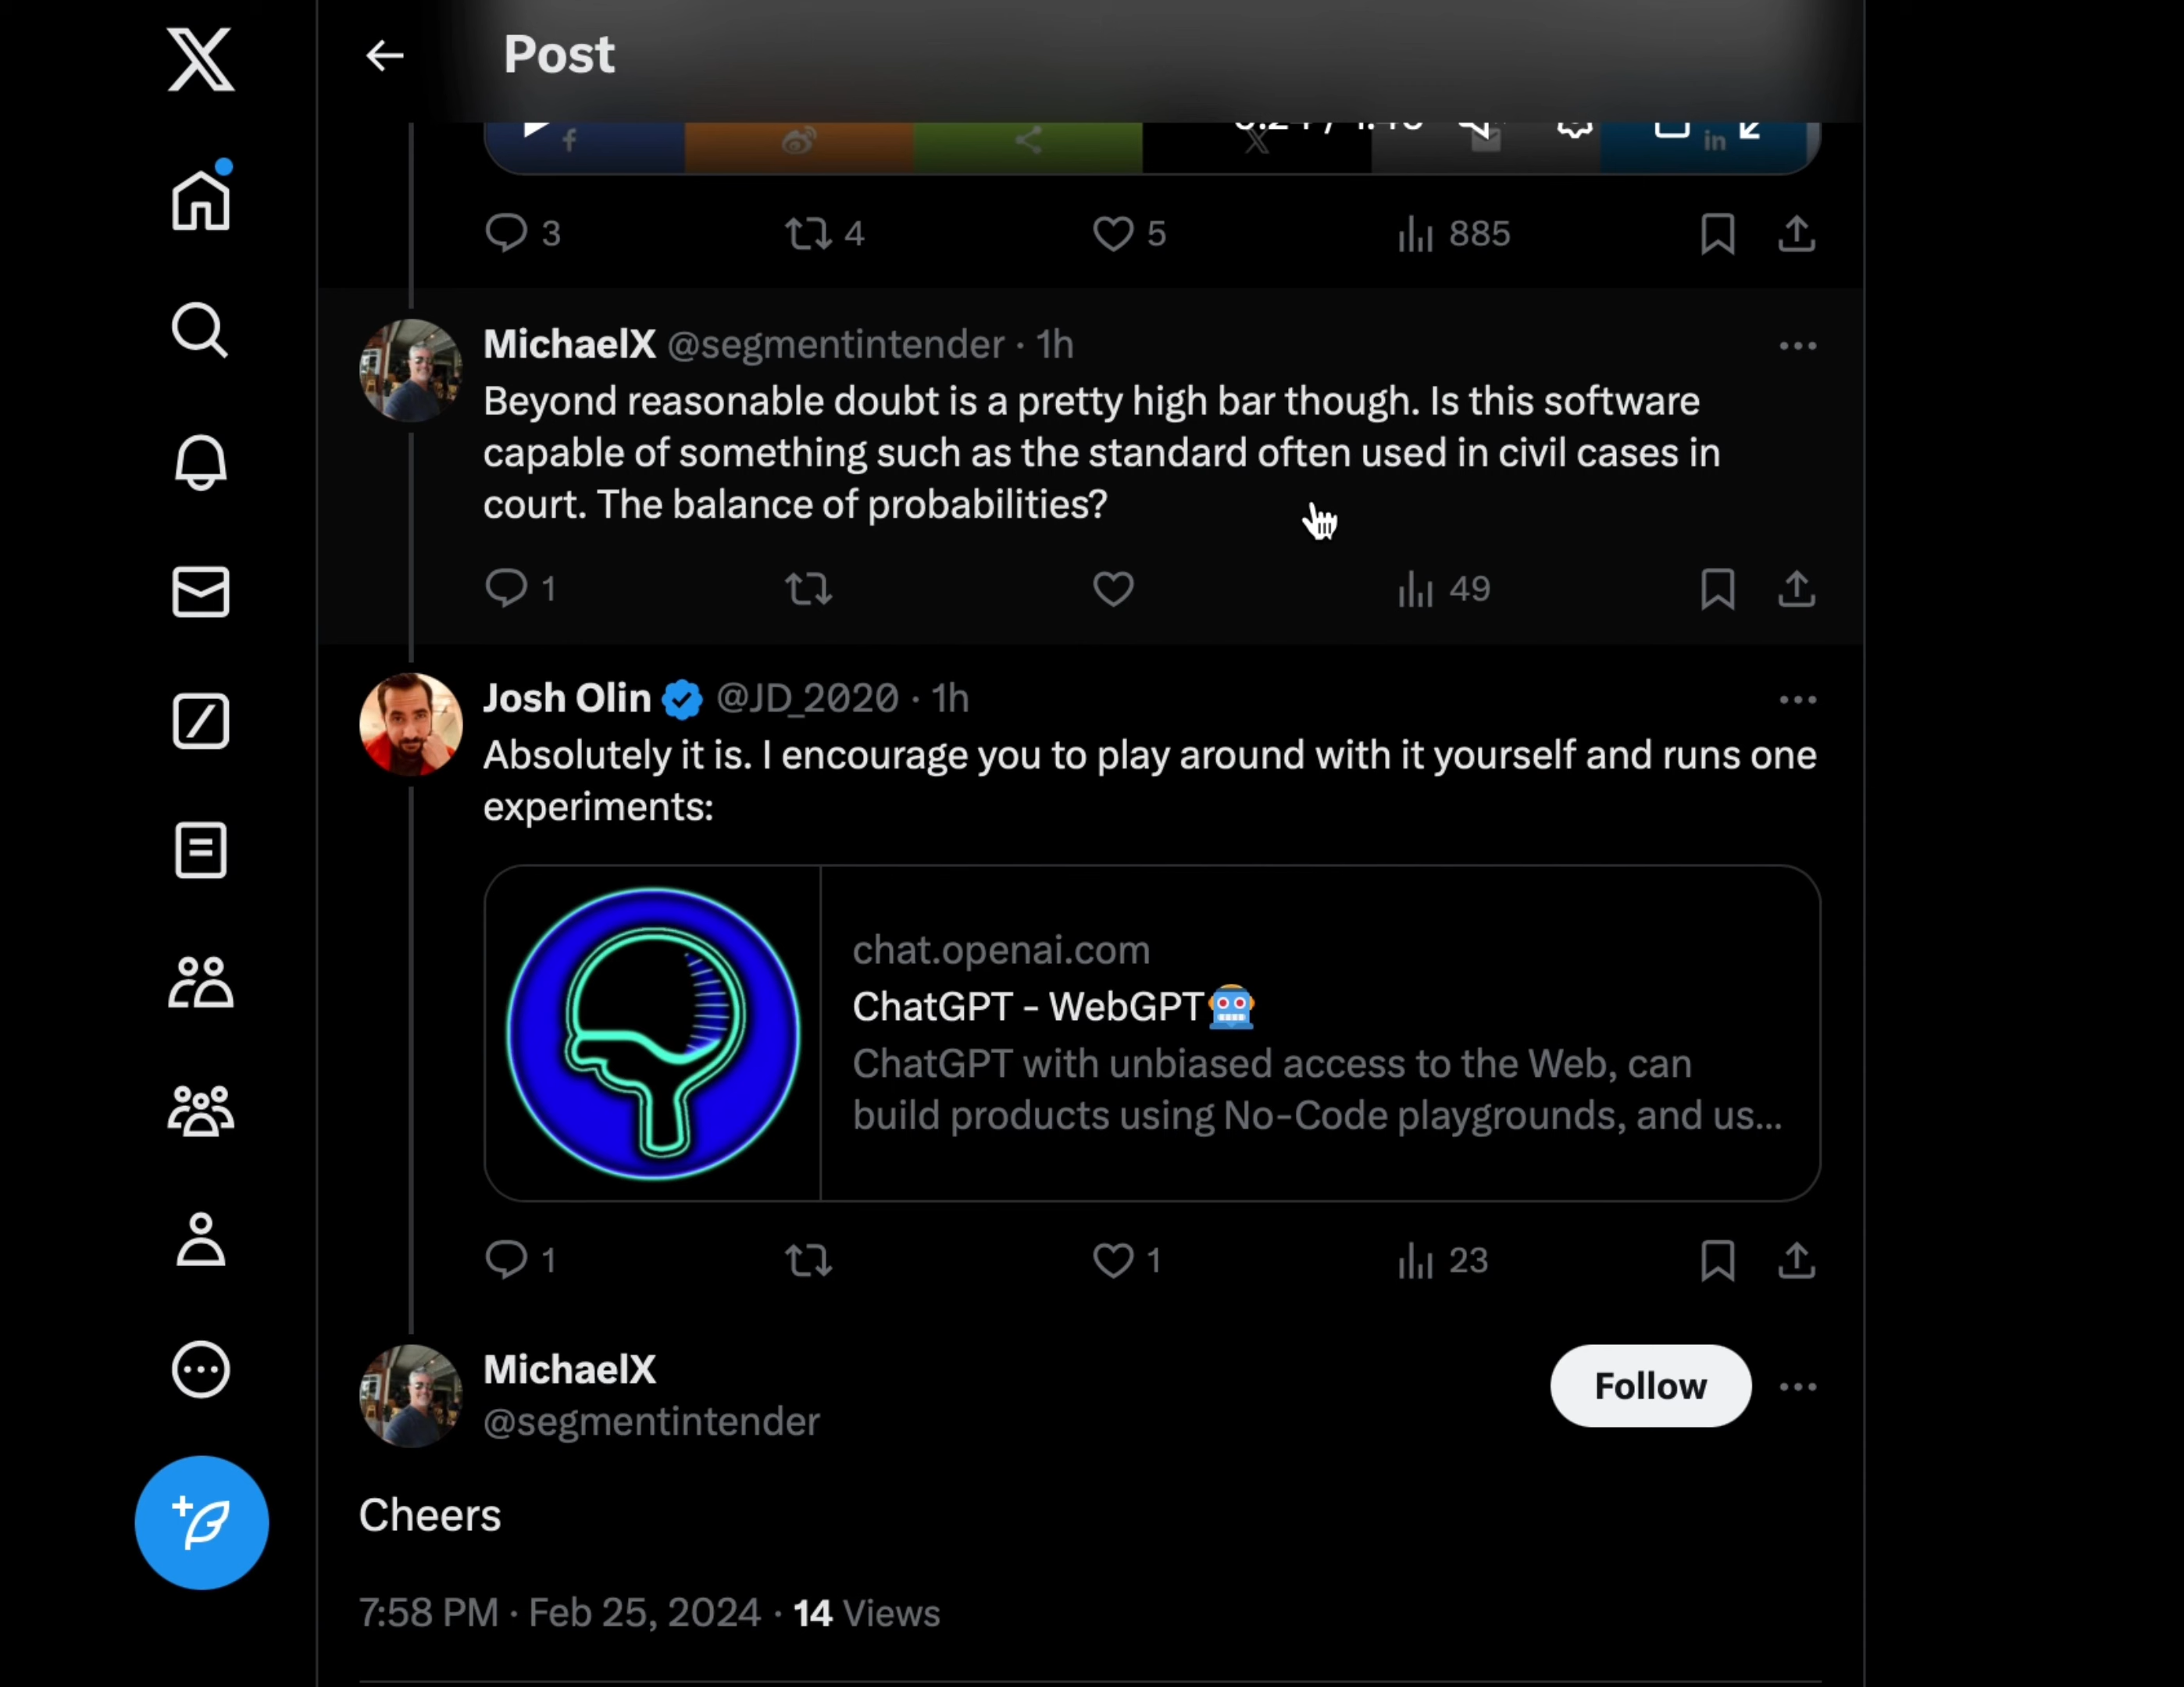 Post
3 4 5 885
MichaelX @segmentintender · 1h
Beyond reasonable doubt is a pretty high bar though. Is this software
capable of something such as the standard often used in civil cases in
court. The balance of probabilities?
1 49
Josh Olin @JD_2020 · 1h
Absolutely it is. I encourage you to play around with it yourself and runs one
experiments:
chat.openai.com
ChatGPT - WebGPT🤖
ChatGPT with unbiased access to the Web, can
build products using No-Code playgrounds, and us...
1 1 23
MichaelX
@segmentintender
Follow
Cheers
7:58 PM · Feb 25, 2024 · 14 Views